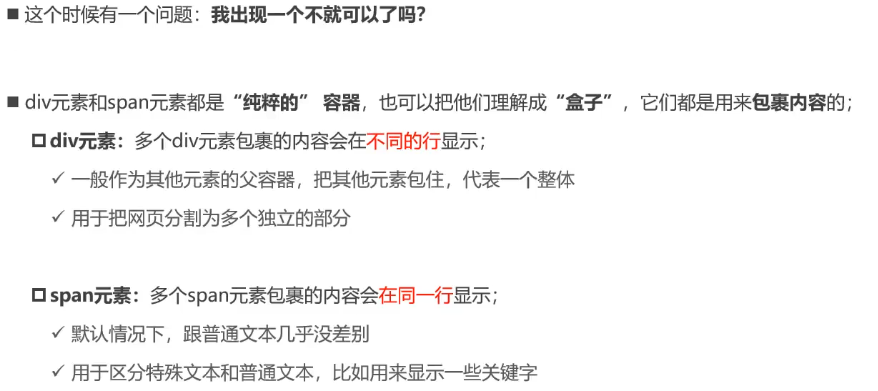 ■ 这个时候有一个问题：我出现一个不就可以了吗？
■ div元素和span元素都是“纯粹的” 容器，也可以把他们理解成“盒子”，它们都是用来包裹内容的；
□ div元素：多个div元素包裹的内容会在不同的行显示；
✓ 一般作为其他元素的父容器，把其他元素包住，代表一个整体
✓ 用于把网页分割为多个独立的部分
□ span元素：多个span元素包裹的内容会在同一行显示；
✓ 默认情况下，跟普通文本几乎没差别
✓ 用于区分特殊文本和普通文本，比如用来显示一些关键字